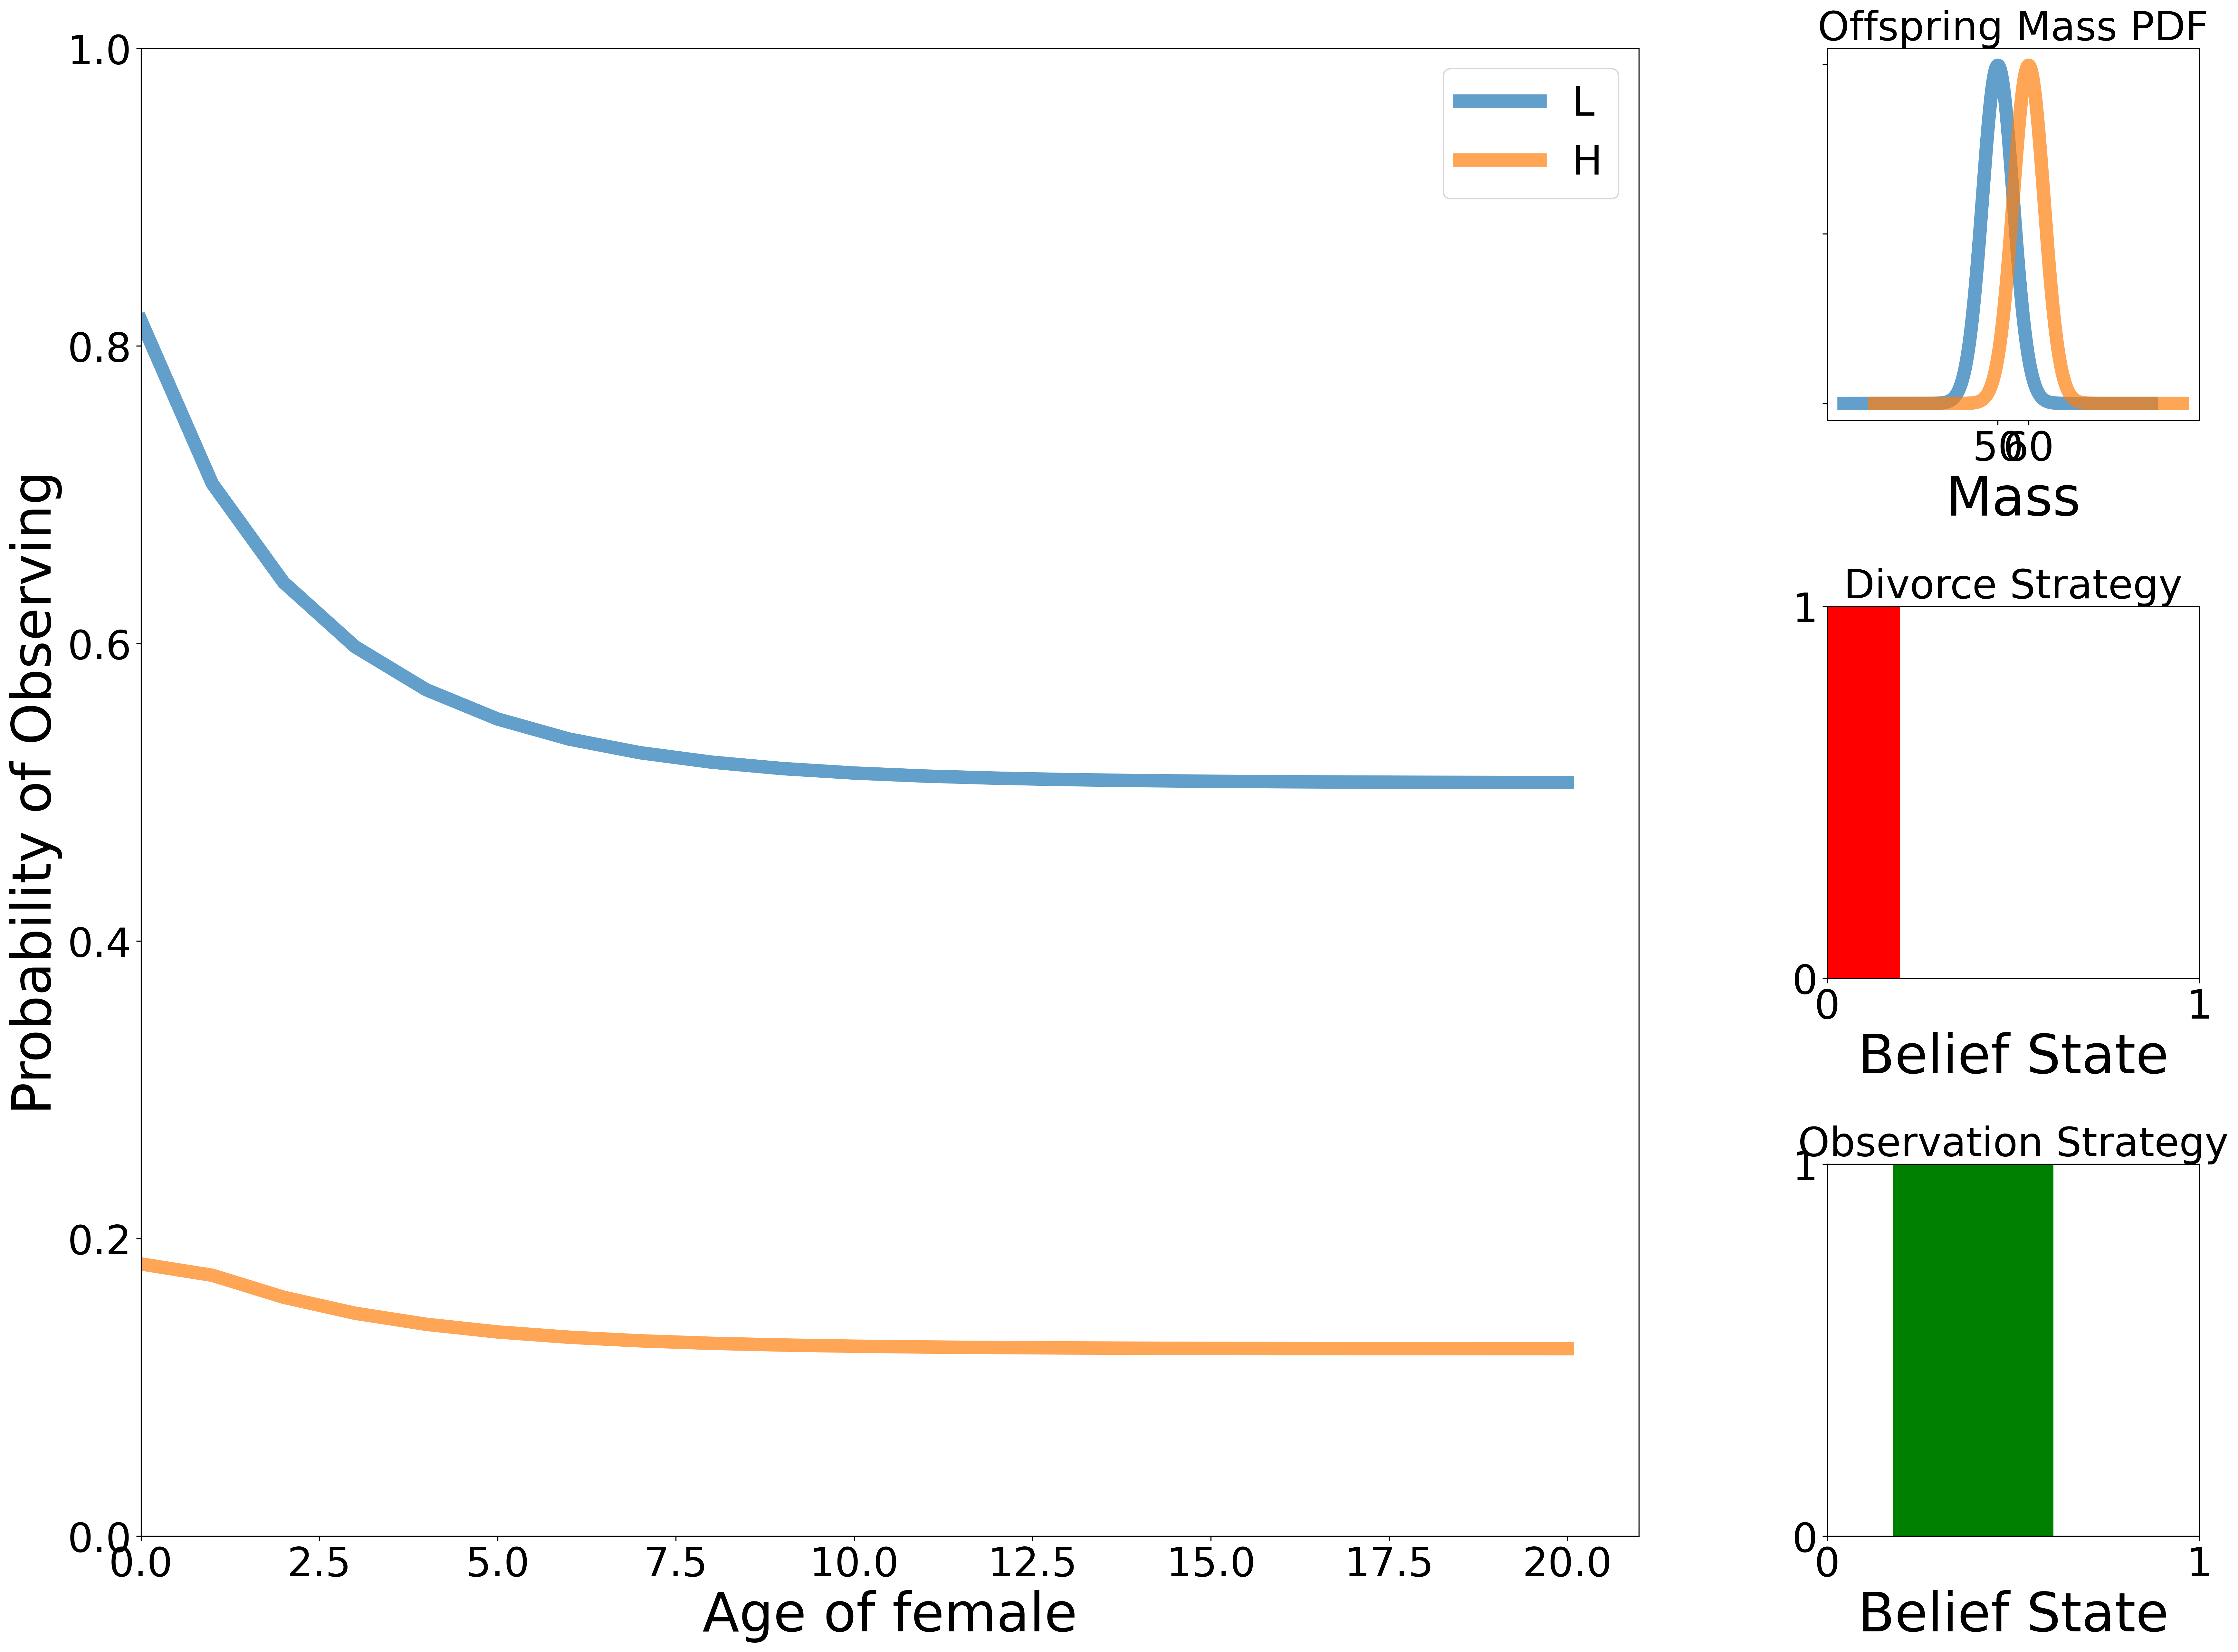 Probability of Observing
1.0
0.8
0.6
0.4
0.2
0.0
0.0 2.5 5.0 7.5 10.0 12.5 15.0 17.5 20.0
Age of female
L
H
Offspring Mass PDF
50 60
Mass
Divorce Strategy
1
0
0 1
Belief State
Observation Strategy
1
0
0 1
Belief State